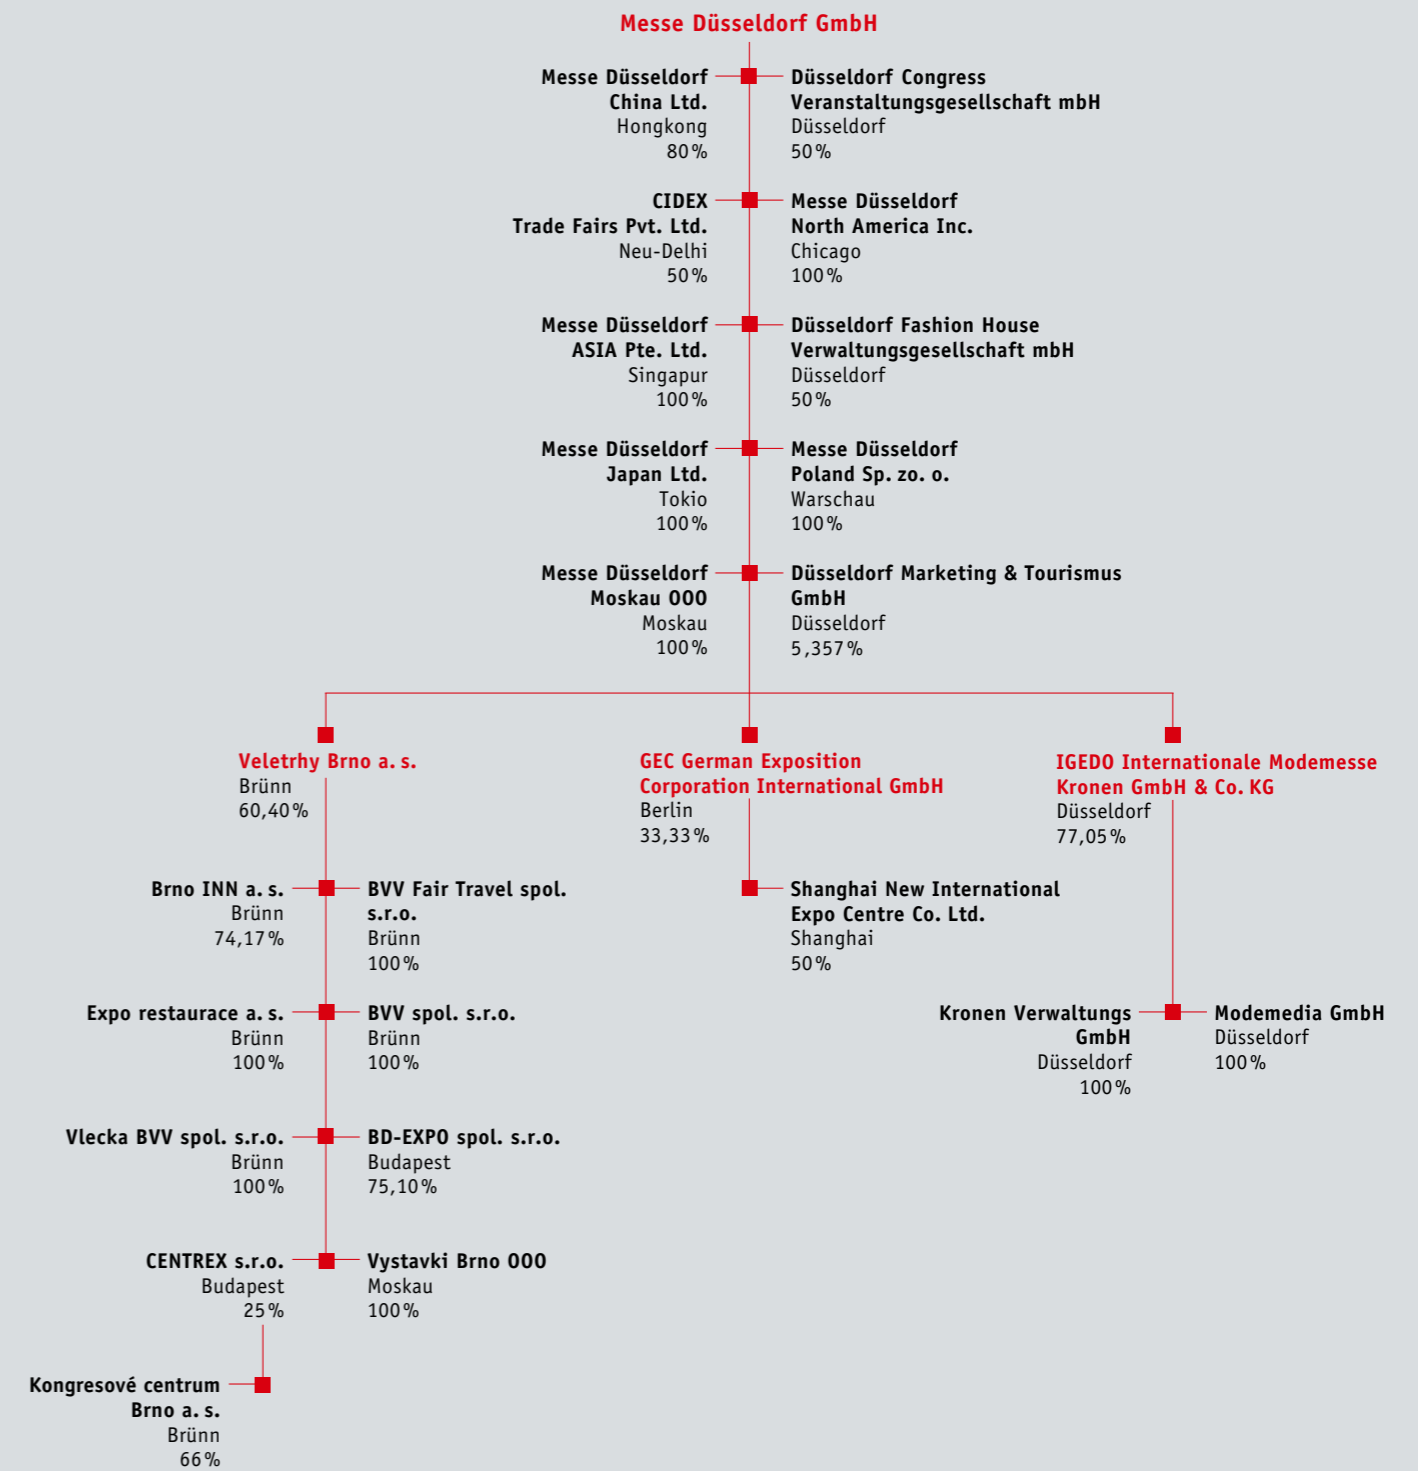 Messe Düsseldorf GmbH
Messe Düsseldorf
China Ltd.
Hongkong
80%
Düsseldorf Congress
Veranstaltungsgesellschaft mbH
Düsseldorf
50%
CIDEX
Trade Fairs Pvt. Ltd.
Neu-Delhi
50%
Messe Düsseldorf
North America Inc.
Chicago
100%
Messe Düsseldorf
ASIA Pte. Ltd.
Singapur
100%
Düsseldorf Fashion House
Verwaltungsgesellschaft mbH
Düsseldorf
50%
Messe Düsseldorf
Japan Ltd.
Tokio
100%
Messe Düsseldorf
Poland Sp. zo. o.
Warschau
100%
Messe Düsseldorf
Moskau OOO
Moskau
100%
Düsseldorf Marketing & Tourismus
GmbH
Düsseldorf
5,357%
Veletrhy Brno a. s.
Brünn
60,40%
GEC German Exposition
Corporation International GmbH
Berlin
33,33%
IGEDO Internationale Modemesse
Kronen GmbH & Co. KG
Düsseldorf
77,05%
Brno INN a. s.
Brünn
74,17%
BVV Fair Travel spol.
s.r.o.
Brünn
100%
Shanghai New International
Expo Centre Co. Ltd.
Shanghai
50%
Expo restaurace a. s.
Brünn
100%
BVV spol. s.r.o.
Brünn
100%
Kronen Verwaltungs
GmbH
Düsseldorf
100%
Modemedia GmbH
Düsseldorf
100%
Vlecka BVV spol. s.r.o.
Brünn
100%
BD-EXPO spol. s.r.o.
Budapest
75,10%
CENTREX s.r.o.
Budapest
25%
Vystavki Brno OOO
Moskau
100%
Kongresové centrum
Brno a. s.
Brünn
66%